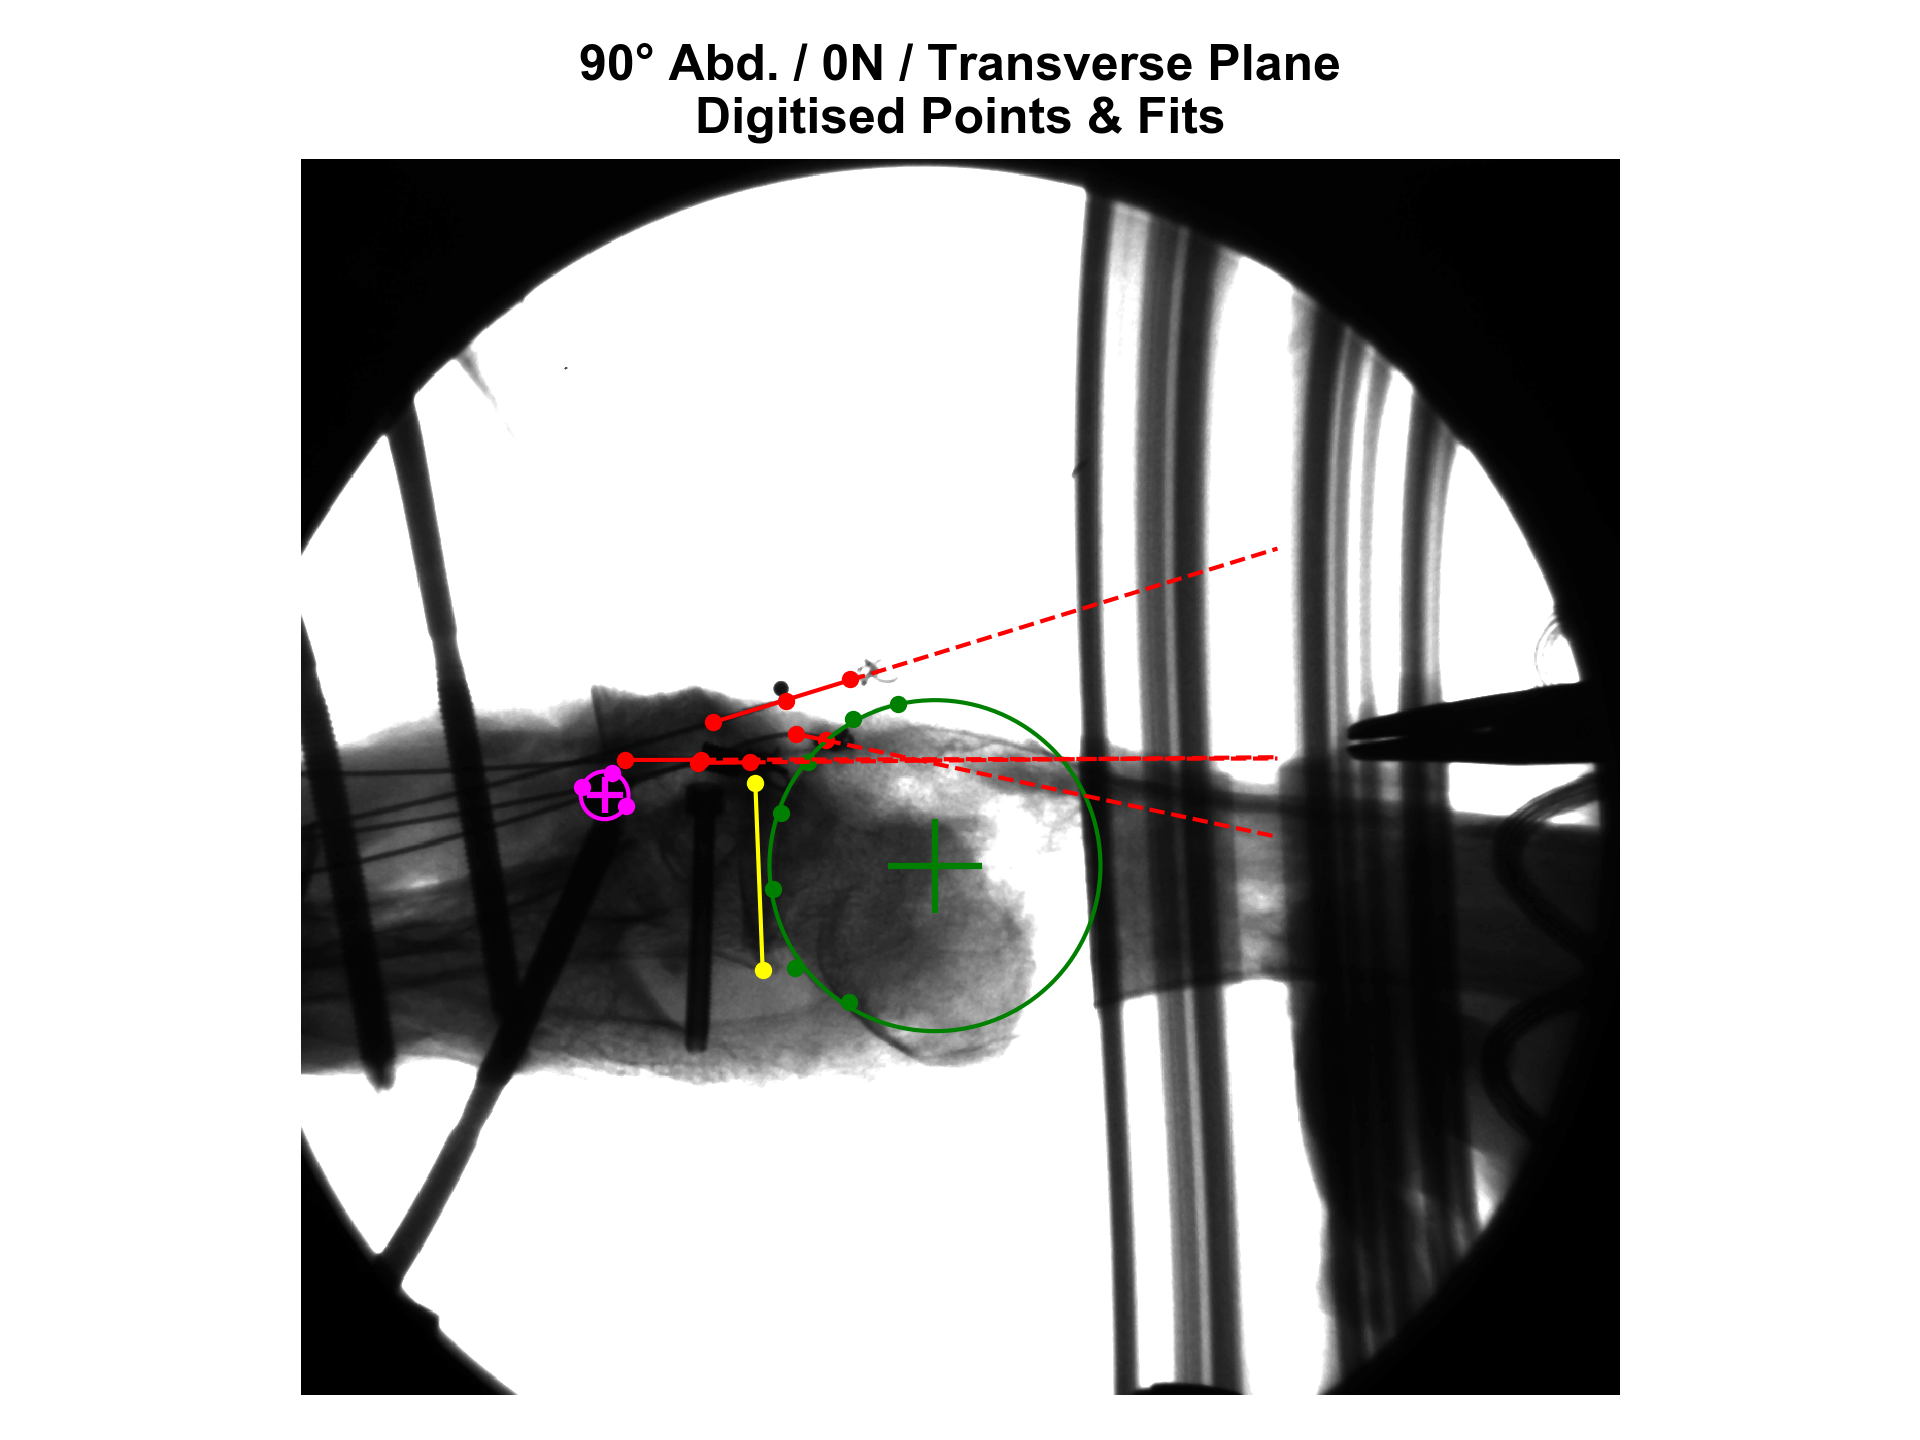 90° Abd. / 0N / Transverse Plane
Digitised Points & Fits